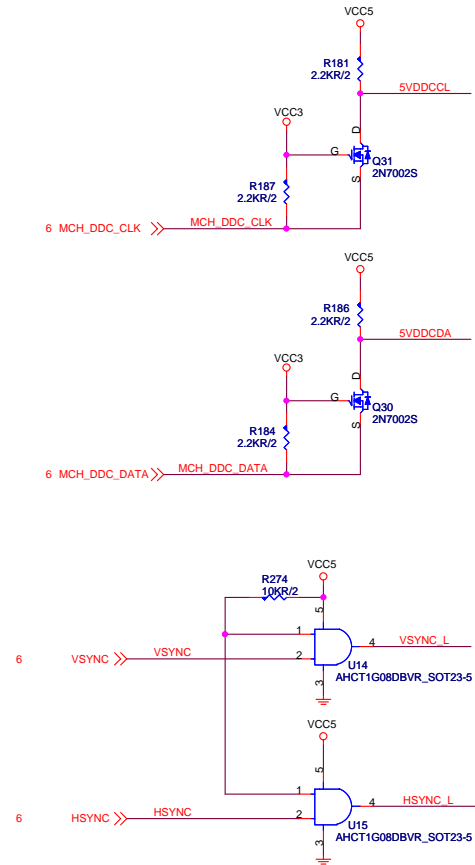 VCC5
R181
2.2KR/2
5VDDCCL
VCC3
D
G
Q31
2N7002S
S
R187
2.2KR/2
6 MCH_DDC_CLK MCH_DDC_CLK
VCC5
R186
2.2KR/2
5VDDCDA
VCC3
D
G
Q30
2N7002S
S
R184
2.2KR/2
6 MCH_DDC_DATA MCH_DDC_DATA
VCC5
R274
10KR/2
5
1
4 VSYNC_L
6 VSYNC VSYNC 2
U14
3
AHCT1G08DBVR_SOT23-5
VCC5
5
1
4 HSYNC_L
6 HSYNC HSYNC 2
U15
3
AHCT1G08DBVR_SOT23-5